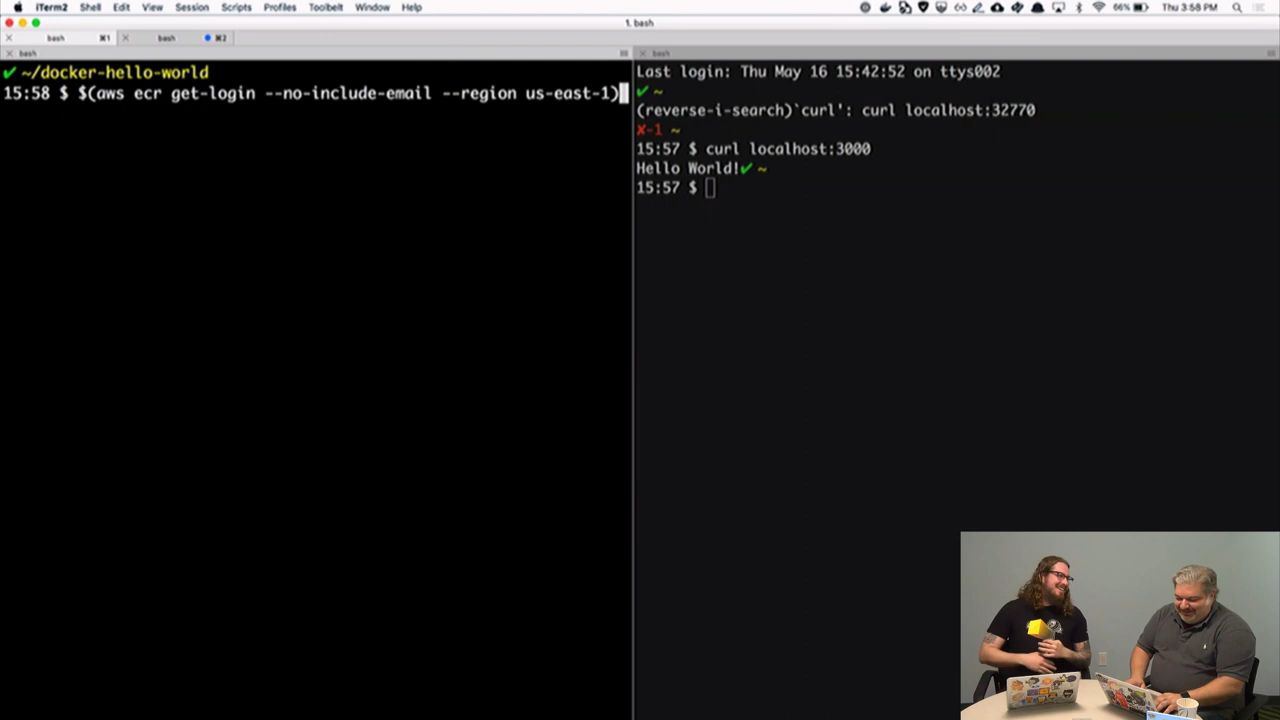 iTerm2 Shell Edit View Session Scripts Profiles Toolbelt Window Help
66% Thu 3:58 PM
1. bash
bash ⌘1 bash ⌘2
bash
bash
✔ ~/docker-hello-world
15:58 $ $(aws ecr get-login --no-include-email --region us-east-1)
Last login: Thu May 16 15:42:52 on ttys002
✔ ~
(reverse-i-search)`curl': curl localhost:32770
✘-1 ~
15:57 $ curl localhost:3000
Hello World!✔ ~
15:57 $